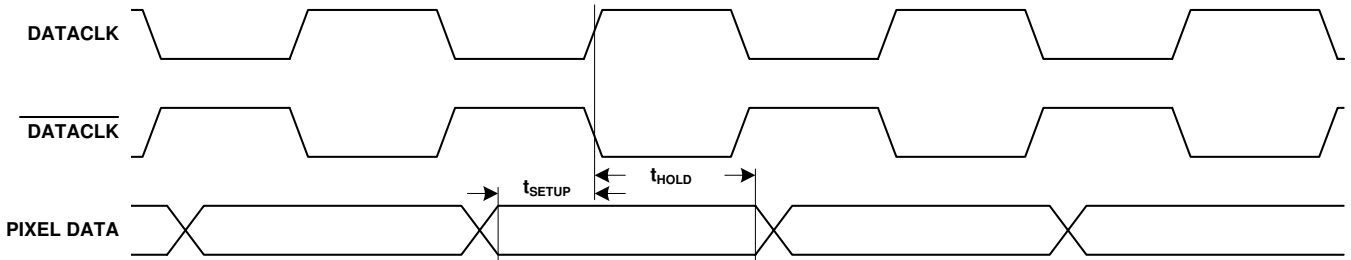 DATACLK
DATACLK
tSETUP
tHOLD
PIXEL DATA